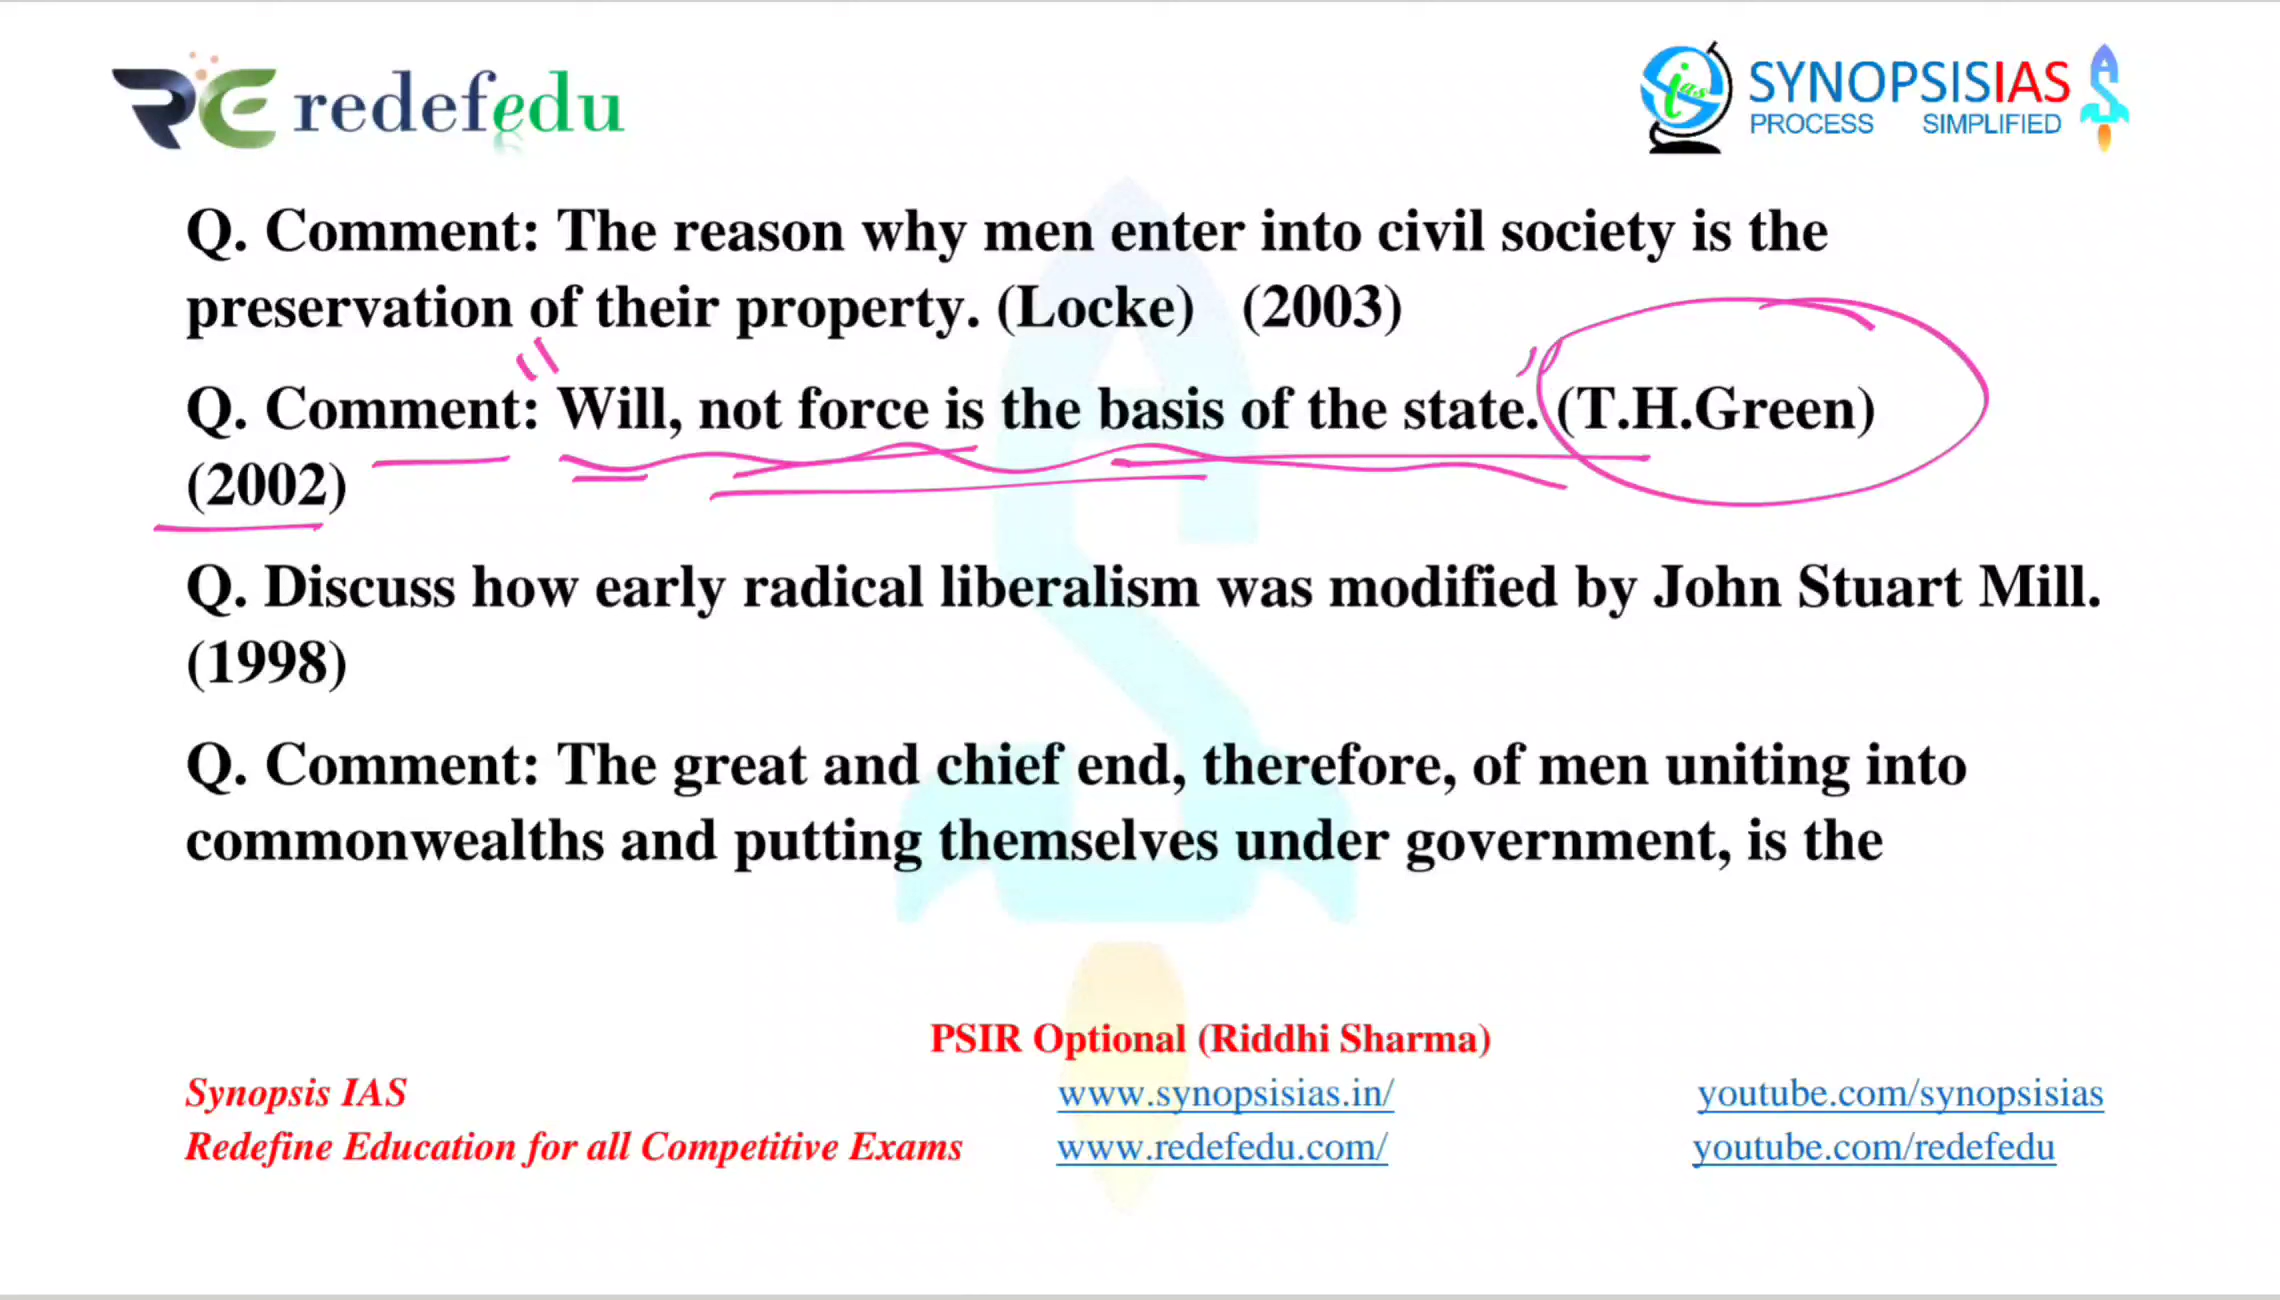 redefedu
SYNOPSISIAS
PROCESS SIMPLIFIED
Q. Comment: The reason why men enter into civil society is the
preservation of their property. (Locke) (2003)
Q. Comment: "Will, not force is the basis of the state." (T.H.Green)
(2002)
Q. Discuss how early radical liberalism was modified by John Stuart Mill.
(1998)
Q. Comment: The great and chief end, therefore, of men uniting into
commonwealths and putting themselves under government, is the
PSIR Optional (Riddhi Sharma)
Synopsis IAS www.synopsisias.in/ youtube.com/synopsisias
Redefine Education for all Competitive Exams www.redefedu.com/ youtube.com/redefedu